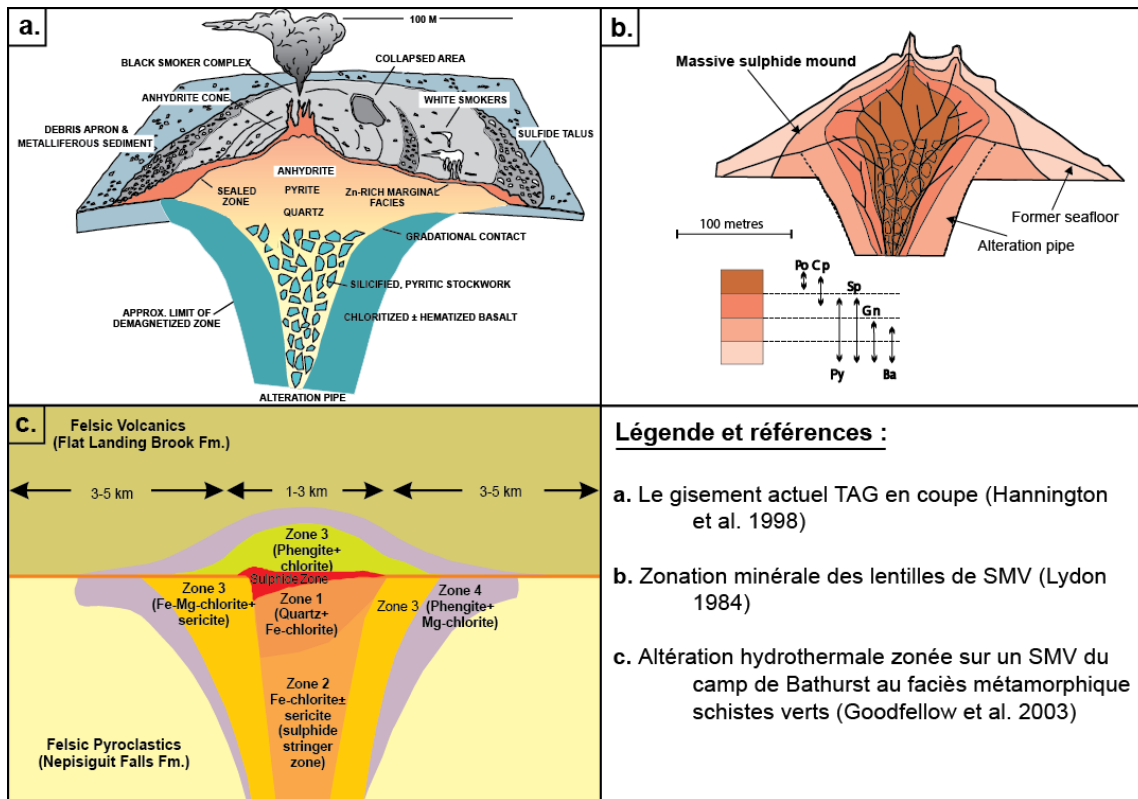 a.
100 M
BLACK SMOKER COMPLEX
COLLAPSED AREA
ANHYDRITE CONE
WHITE SMOKERS
DEBRIS APRON &
METALLIFEROUS SEDIMENT
SULFIDE TALUS
ANHYDRITE
SEALED
ZONE
PYRITE
Zn-RICH MARGINAL
FACIES
QUARTZ
GRADATIONAL CONTACT
SILICIFIED, PYRITIC STOCKWORK
APPROX. LIMIT OF
DEMAGNETIZED ZONE
CHLORITIZED ± HEMATIZED BASALT
ALTERATION PIPE
b.
Massive sulphide mound
Former seafloor
Alteration pipe
100 metres
Po Cp
Sp
Gn
Py
Ba
c.
Felsic Volcanics
(Flat Landing Brook Fm.)
3-5 km
1-3 km
3-5 km
Zone 3
(Phengite+
chlorite)
Sulphide Zone
Zone 3
(Fe-Mg-chlorite+
sericite)
Zone 1
(Quartz+
Fe-chlorite)
Zone 3
Zone 4
(Phengite+
Mg-chlorite)
Zone 2
Fe-chlorite±
sericite
(sulphide
stringer
zone)
Felsic Pyroclastics
(Nepisiguit Falls Fm.)
Légende et références :
a. Le gisement actuel TAG en coupe (Hannington
et al. 1998)
b. Zonation minérale des lentilles de SMV (Lydon
1984)
c. Altération hydrothermale zonée sur un SMV du
camp de Bathurst au faciès métamorphique
schistes verts (Goodfellow et al. 2003)